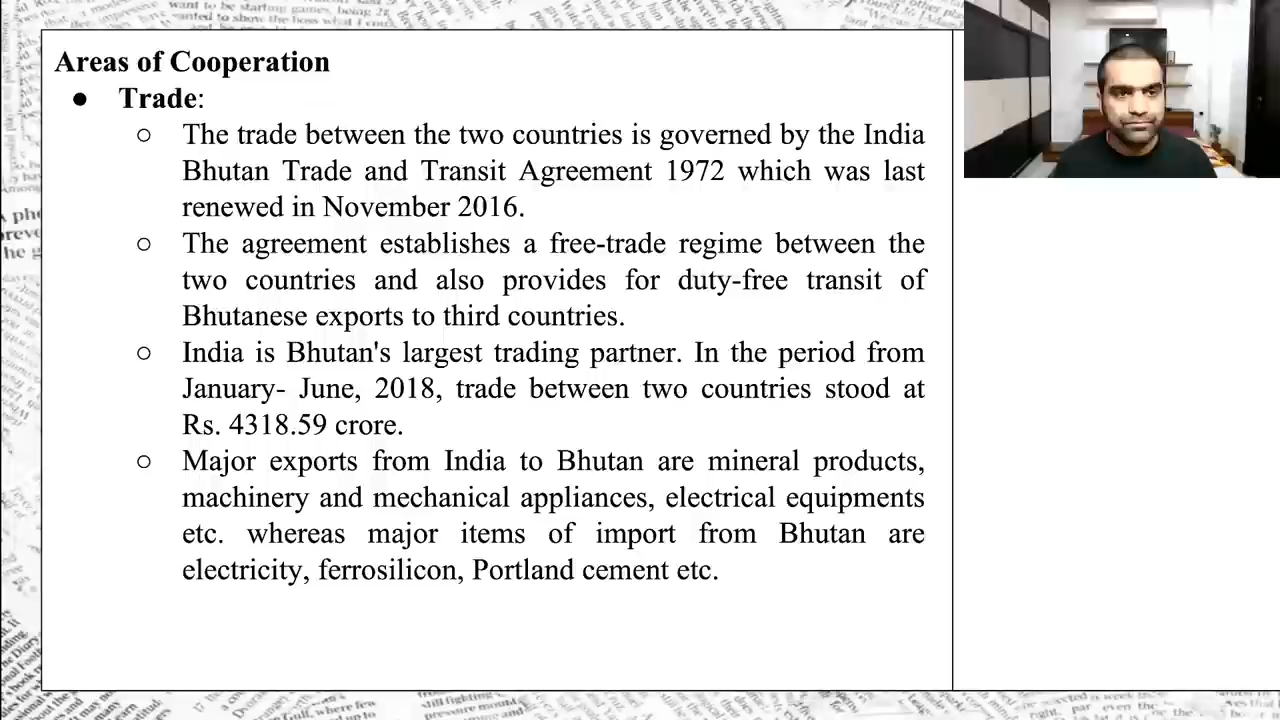 Areas of Cooperation
● Trade:
○ The trade between the two countries is governed by the India
Bhutan Trade and Transit Agreement 1972 which was last
renewed in November 2016.
○ The agreement establishes a free-trade regime between the
two countries and also provides for duty-free transit of
Bhutanese exports to third countries.
○ India is Bhutan's largest trading partner. In the period from
January- June, 2018, trade between two countries stood at
Rs. 4318.59 crore.
○ Major exports from India to Bhutan are mineral products,
machinery and mechanical appliances, electrical equipments
etc. whereas major items of import from Bhutan are
electricity, ferrosilicon, Portland cement etc.